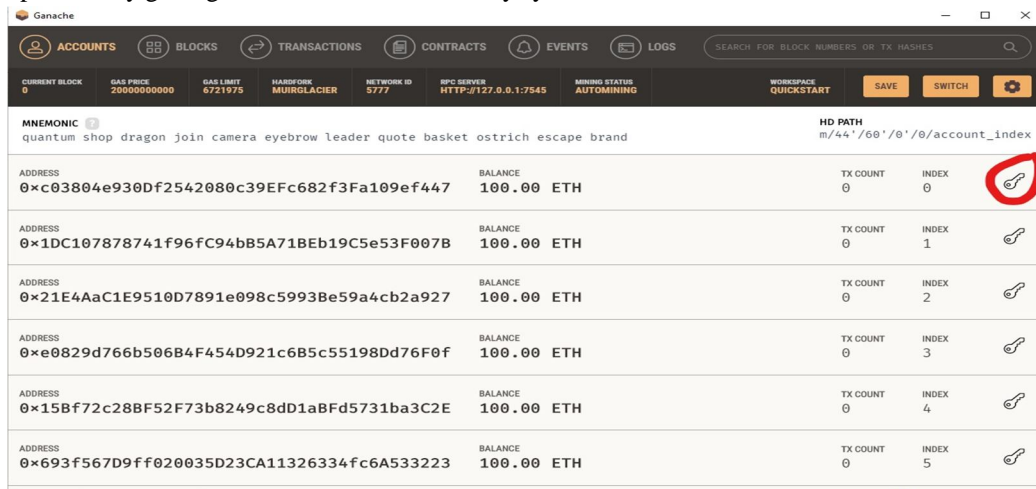 Ganache
ACCOUNTS BLOCKS TRANSACTIONS CONTRACTS EVENTS LOGS SEARCH FOR BLOCK NUMBERS OR TX HASHES
CURRENT BLOCK GAS PRICE GAS LIMIT HARDFORK NETWORK ID RPC SERVER MINING STATUS WORKSPACE SAVE SWITCH
0 20000000000 6721975 MUIRGLACIER 5777 HTTP://127.0.0.1:7545 AUTOMINING QUICKSTART
MNEMONIC ? HD PATH
quantum shop dragon join camera eyebrow leader quote basket ostrich escape brand m/44'/60'/0'/0/account_index
ADDRESS BALANCE TX COUNT INDEX
0×c03804e930Df2542080c39EFc682f3Fa109ef447 100.00 ETH 0 0
ADDRESS BALANCE TX COUNT INDEX
0×1DC107878741f96fC94bB5A71BEb19C5e53F007B 100.00 ETH 0 1
ADDRESS BALANCE TX COUNT INDEX
0×21E4AaC1E9510D7891e098c5993Be59a4cb2a927 100.00 ETH 0 2
ADDRESS BALANCE TX COUNT INDEX
0×e0829d766b506B4F454D921c6B5c55198Dd76F0f 100.00 ETH 0 3
ADDRESS BALANCE TX COUNT INDEX
0×15Bf72c28BF52F73b8249c8dD1aBFd5731ba3C2E 100.00 ETH 0 4
ADDRESS BALANCE TX COUNT INDEX
0×693f567D9ff020035D23CA11326334fc6A533223 100.00 ETH 0 5